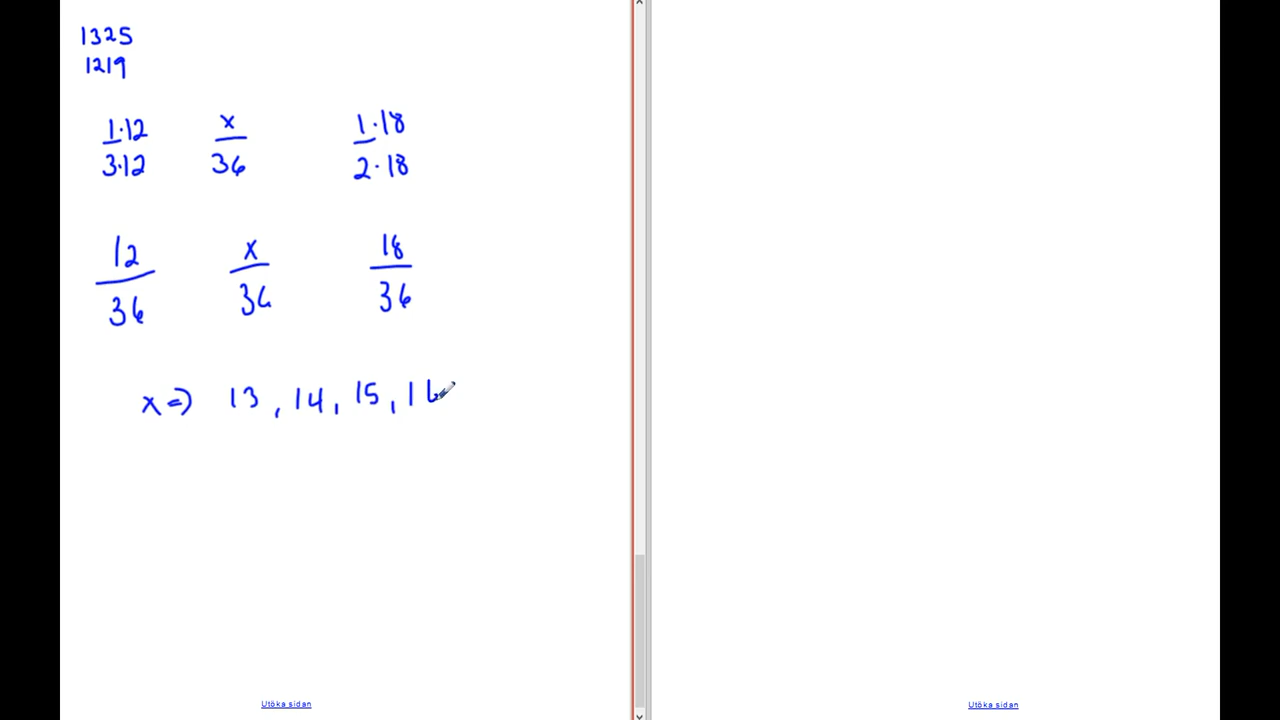 1325
1219
1·12 x 1·18
3·12 36 2·18
12 x 18
36 36 36
x => 13, 14, 15, 16
Utöka sidan Utöka sidan